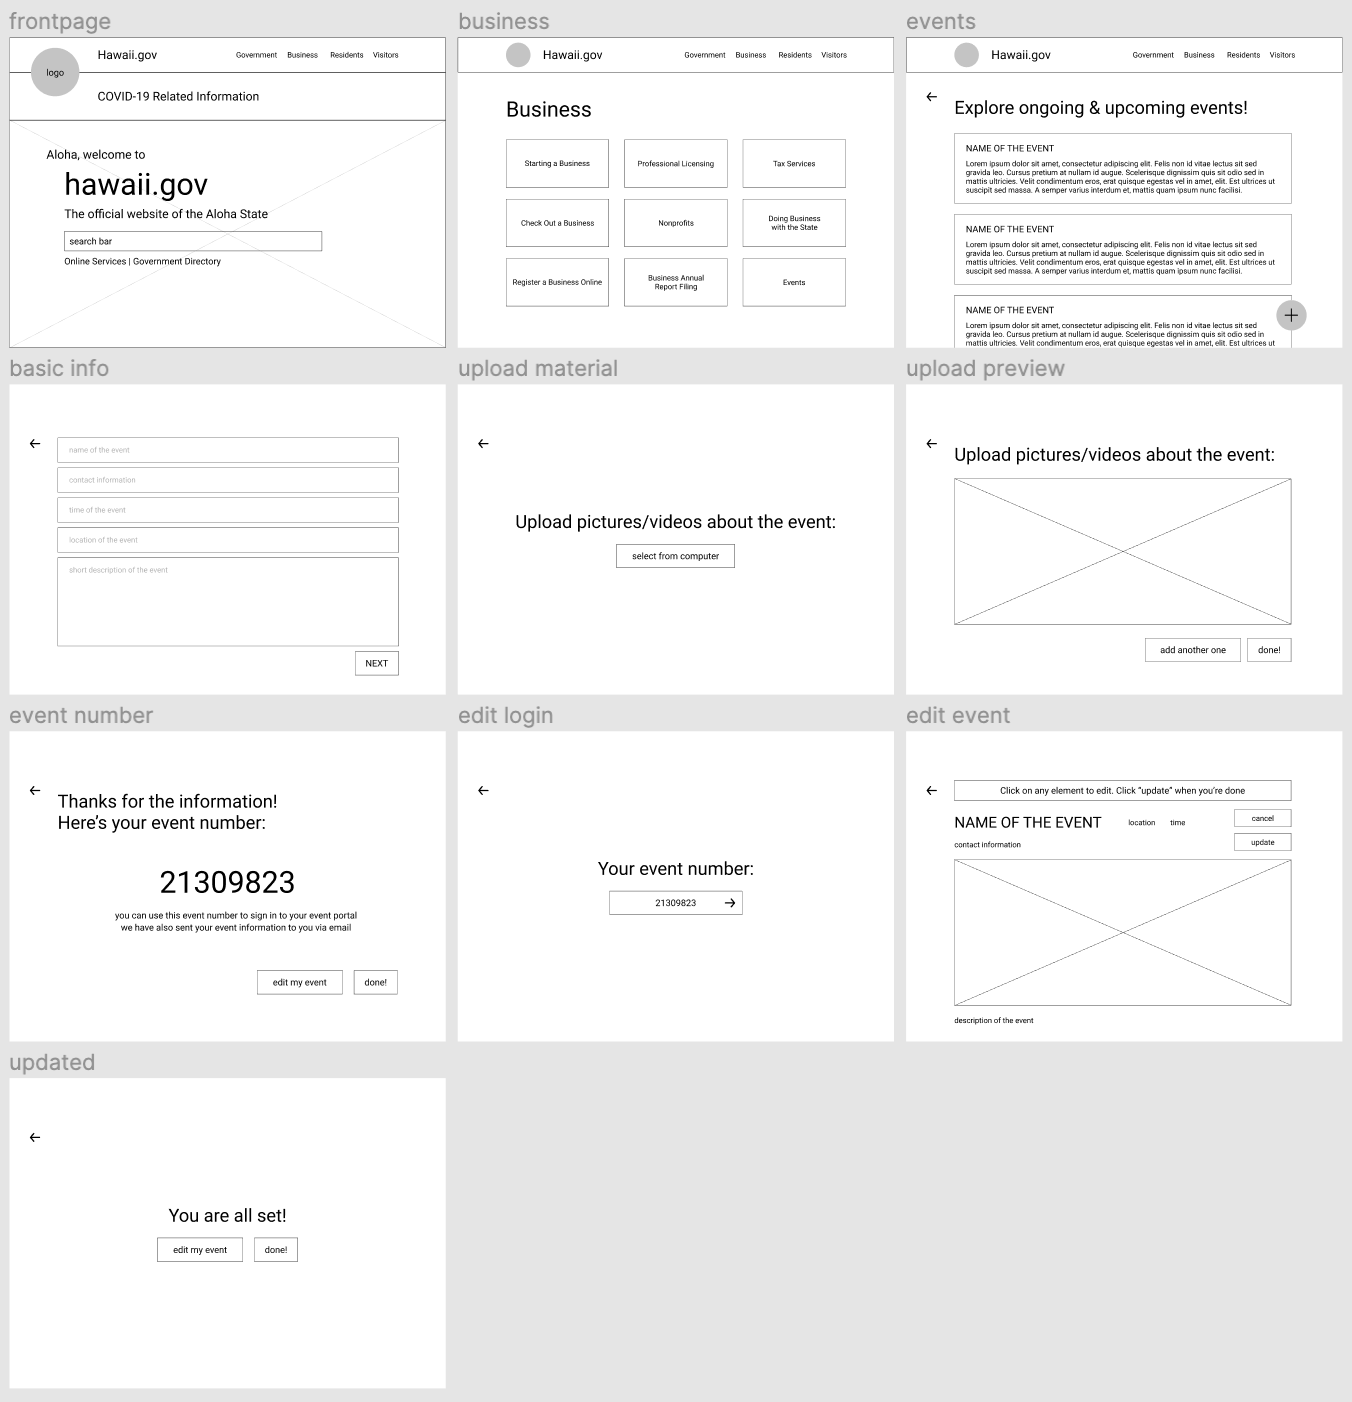 frontpage
logo
Hawaii.gov
Government Business Residents Visitors
COVID-19 Related Information
Aloha, welcome to
hawaii.gov
The official website of the Aloha State
search bar
Online Services | Government Directory
business
Hawaii.gov
Government Business Residents Visitors
Business
Starting a Business
Professional Licensing
Tax Services
Check Out a Business
Nonprofits
Doing Business
with the State
Register a Business Online
Business Annual
Report Filing
Events
events
Hawaii.gov
Government Business Residents Visitors
Explore ongoing & upcoming events!
NAME OF THE EVENT
Lorem ipsum dolor sit amet, consectetur adipiscing elit. Felis non id vitae lectus sit sed
gravida leo. Cursus pretium at nullam id augue. Scelerisque dignissim quis sit odio sed in
mattis ultricies. Velit condimentum eros, erat quisque egestas vel in amet, elit. Est ultrices ut
suscipit sed massa. A semper varius interdum et, mattis quam ipsum nunc facilisi.
NAME OF THE EVENT
Lorem ipsum dolor sit amet, consectetur adipiscing elit. Felis non id vitae lectus sit sed
gravida leo. Cursus pretium at nullam id augue. Scelerisque dignissim quis sit odio sed in
mattis ultricies. Velit condimentum eros, erat quisque egestas vel in amet, elit. Est ultrices ut
suscipit sed massa. A semper varius interdum et, mattis quam ipsum nunc facilisi.
NAME OF THE EVENT
Lorem ipsum dolor sit amet, consectetur adipiscing elit. Felis non id vitae lectus sit sed
gravida leo. Cursus pretium at nullam id augue. Scelerisque dignissim quis sit odio sed in
mattis ultricies. Velit condimentum eros, erat quisque egestas vel in amet, elit. Est ultrices ut
basic info
name of the event
contact information
time of the event
location of the event
short description of the event
NEXT
upload material
Upload pictures/videos about the event:
select from computer
upload preview
Upload pictures/videos about the event:
add another one
done!
event number
Thanks for the information!
Here's your event number:
21309823
you can use this event number to sign in to your event portal
we have also sent your event information to you via email
edit my event
done!
edit login
Your event number:
21309823
edit event
Click on any element to edit. Click “update” when you're done
NAME OF THE EVENT
location
time
cancel
contact information
update
description of the event
updated
You are all set!
edit my event
done!